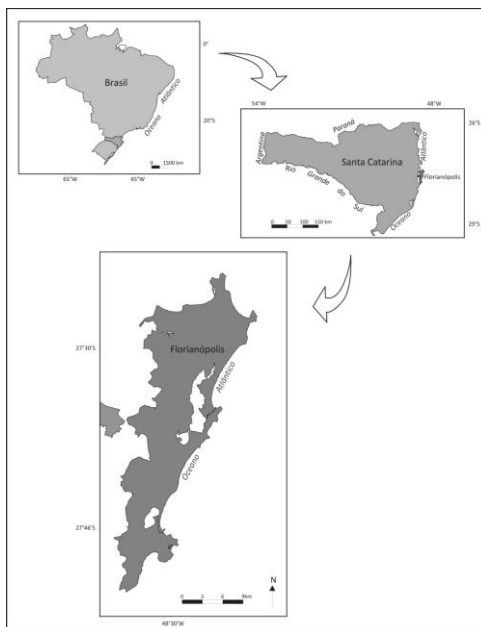 0°
Brasil
Oceano Atlântico
20°S
0 1300 km
65°W 45°W
54°W 48°W
26°S
Paraná
Argentina
Santa Catarina
Atlântico
Rio Grande do Sul
Florianópolis
Oceano
0 50 100 150 km
29°S
27°30'S
Florianópolis
Atlântico
Oceano
27°46'S
N
48°30'W